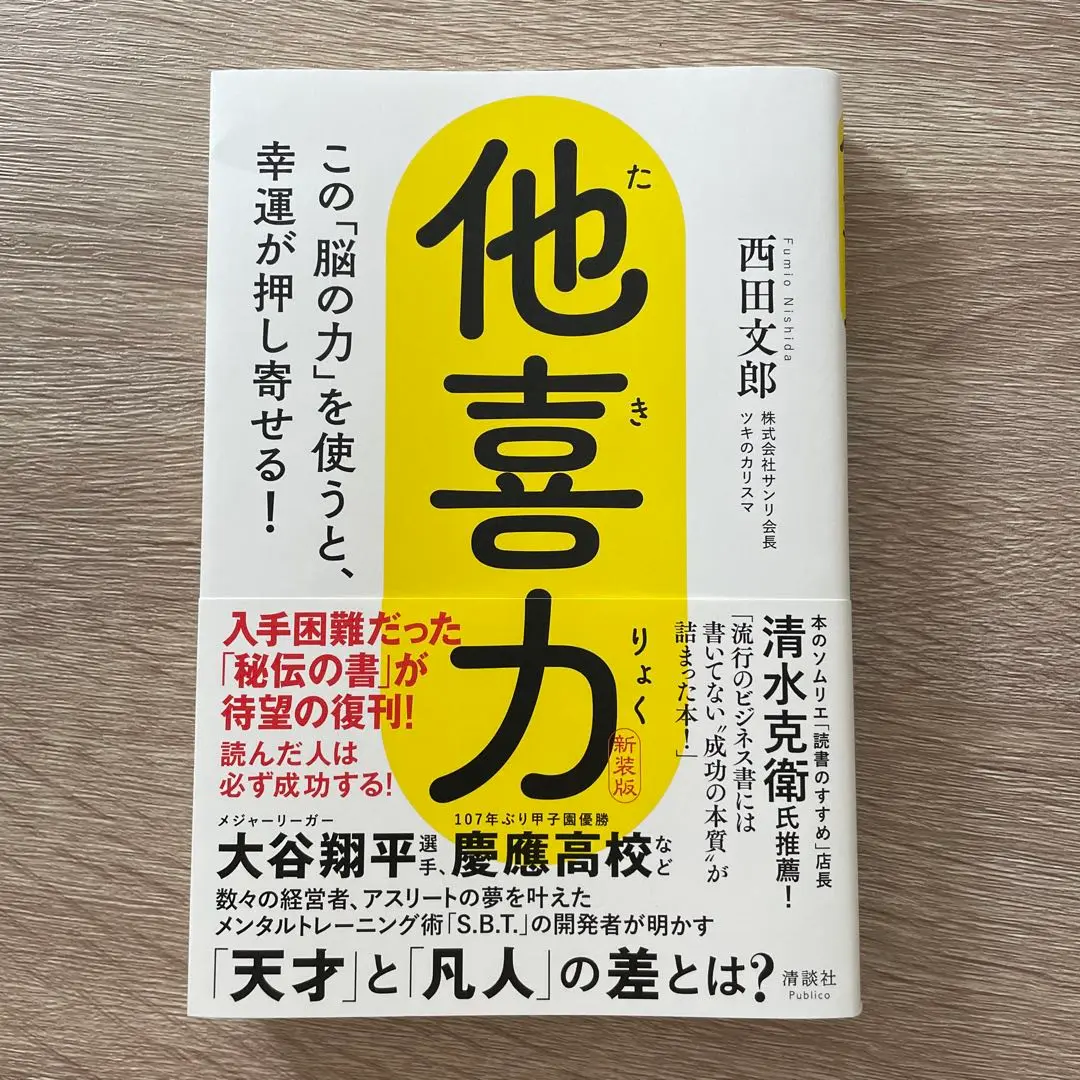 他喜力
たきりょく
新装版
Fumio Nishida
西田文郎
株式会社サンリ会長
ツキのカリスマ
この「脳の力」を使うと、
幸運が押し寄せる！
本のソムリエ「読書のすすめ」店長
清水克衛氏推薦！
「流行のビジネス書には
書いてない“成功の本質”が
詰まった本！」
入手困難だった
「秘伝の書」が
待望の復刊！
読んだ人は
必ず成功する！
メジャーリーガー 107年ぶり甲子園優勝
大谷翔平選手、慶應高校など
数々の経営者、アスリートの夢を叶えた
メンタルトレーニング術「S.B.T.」の開発者が明かす
「天才」と「凡人」の差とは？
清談社
Publico